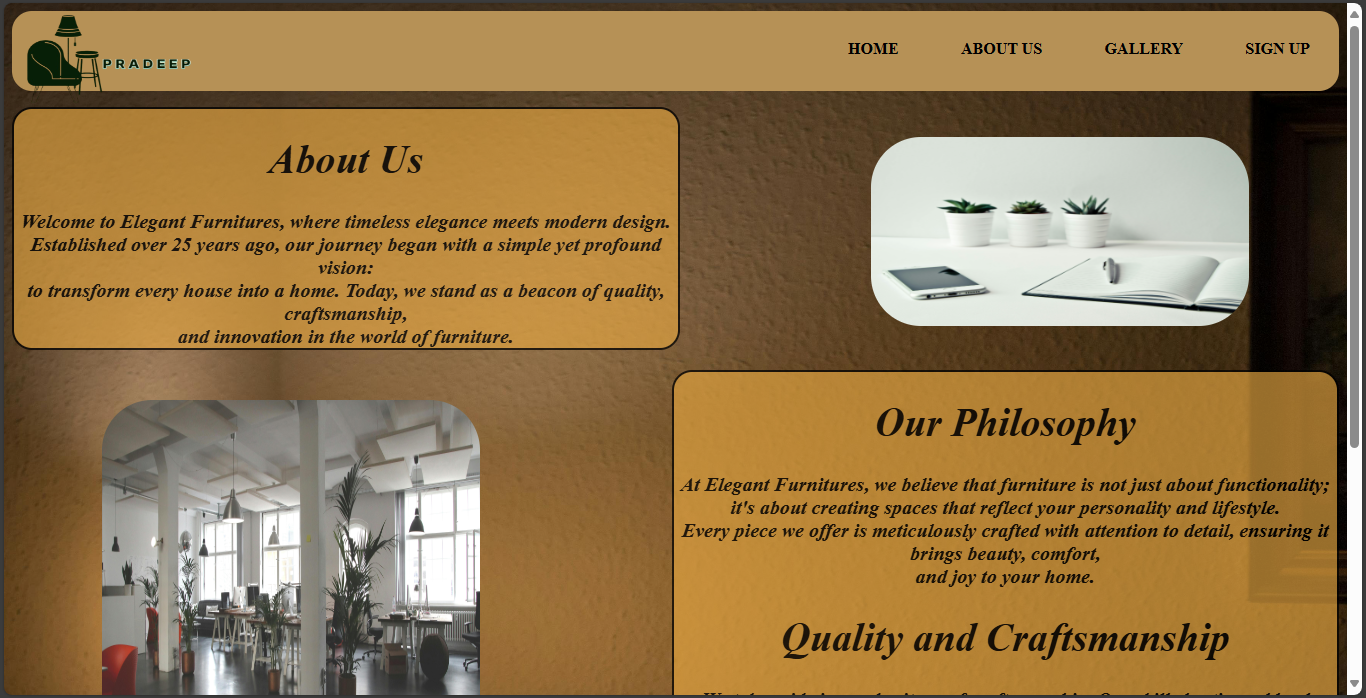 PRADEEP
HOME
ABOUT US
GALLERY
SIGN UP
About Us
Welcome to Elegant Furnitures, where timeless elegance meets modern design.
Established over 25 years ago, our journey began with a simple yet profound
vision:
to transform every house into a home. Today, we stand as a beacon of quality,
craftsmanship,
and innovation in the world of furniture.
Our Philosophy
At Elegant Furnitures, we believe that furniture is not just about functionality;
it's about creating spaces that reflect your personality and lifestyle.
Every piece we offer is meticulously crafted with attention to detail, ensuring it
brings beauty, comfort,
and joy to your home.
Quality and Craftsmanship